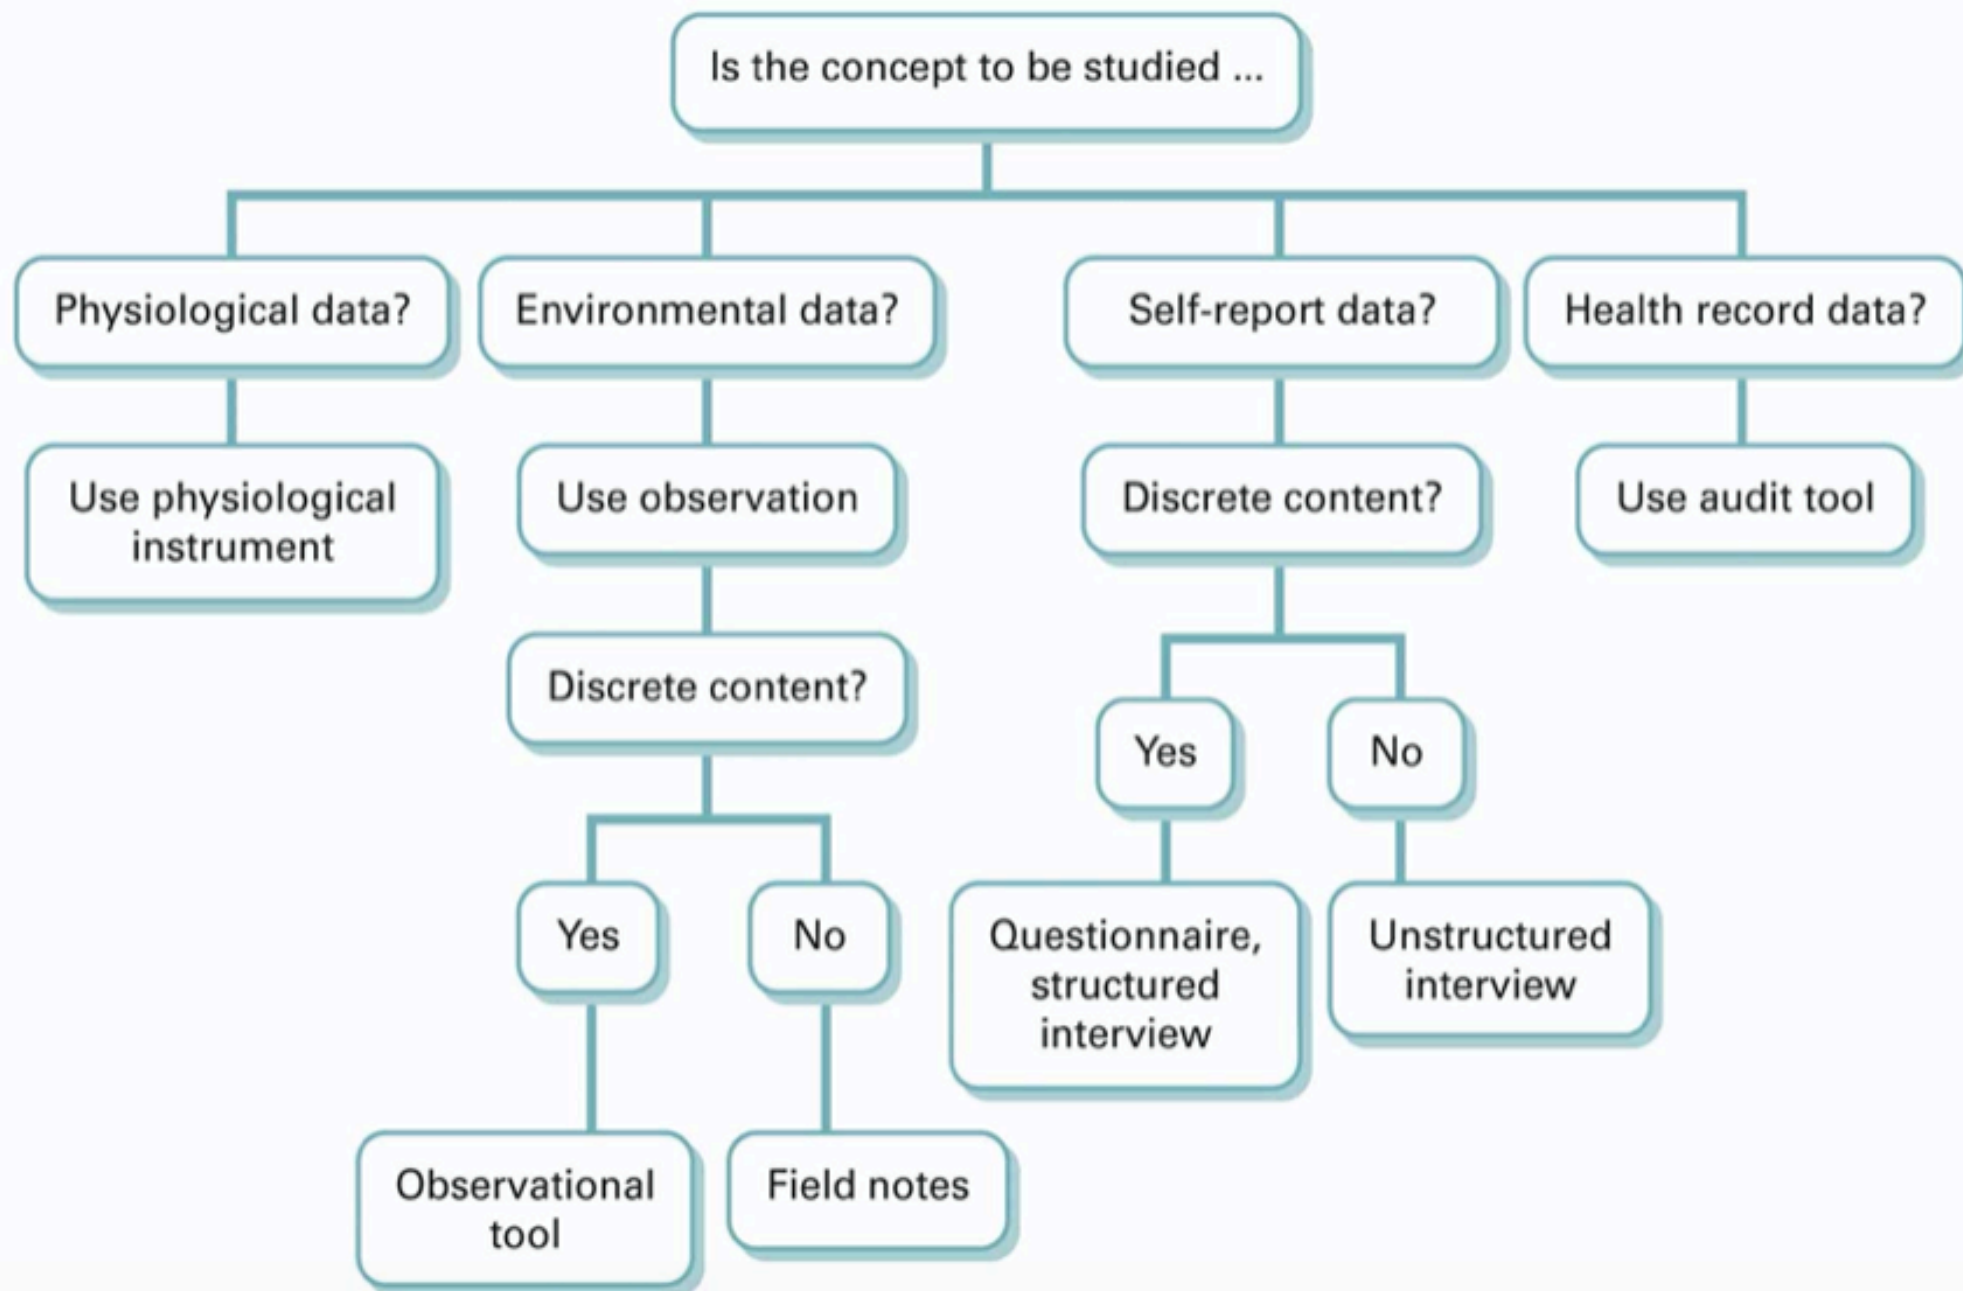 Is the concept to be studied ...
Physiological data?
Environmental data?
Self-report data?
Health record data?
Use physiological
instrument
Use observation
Discrete content?
Use audit tool
Discrete content?
Yes
No
Yes
No
Questionnaire,
structured
interview
Unstructured
interview
Observational
tool
Field notes